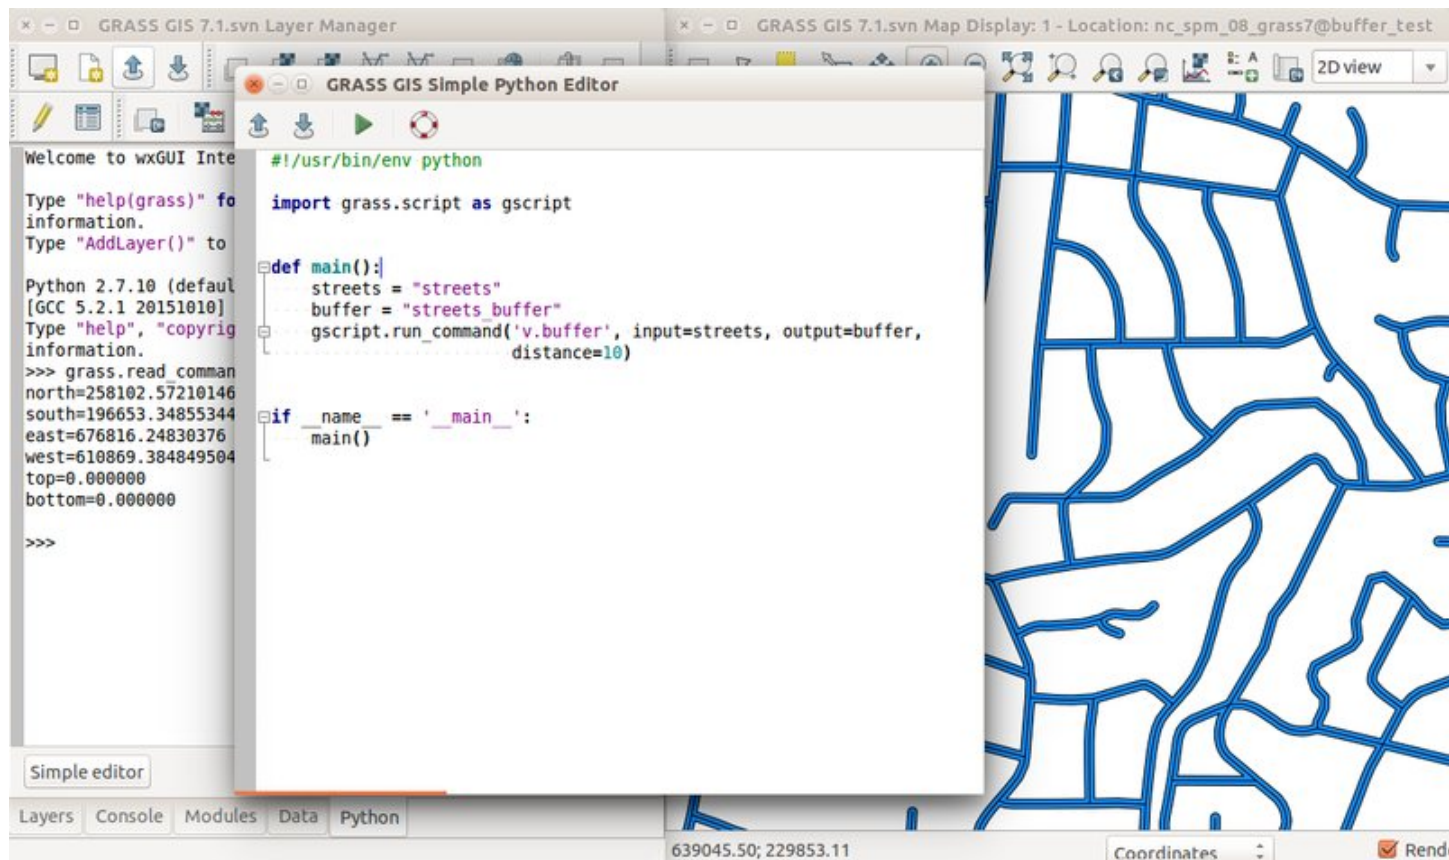 GRASS GIS 7.1.svn Layer Manager
GRASS GIS 7.1.svn Map Display: 1 - Location: nc_spm_08_grass7@buffer_test
2D view
GRASS GIS Simple Python Editor
Welcome to wxGUI Inte
Type "help(grass)" fo
information.
Type "AddLayer()" to
Python 2.7.10 (defaul
[GCC 5.2.1 20151010]
Type "help", "copyrig
information.
>>> grass.read_comman
north=258102.57210146
south=196653.34855344
east=676816.24830376
west=610869.384849504
top=0.000000
bottom=0.000000
>>>
#!/usr/bin/env python
import grass.script as gscript
def main():
streets = "streets"
buffer = "streets_buffer"
gscript.run_command('v.buffer', input=streets, output=buffer,
distance=10)
if __name__ == '__main__':
main()
Simple editor
Layers Console Modules Data Python
639045.50; 229853.11
Coordinates
Rend